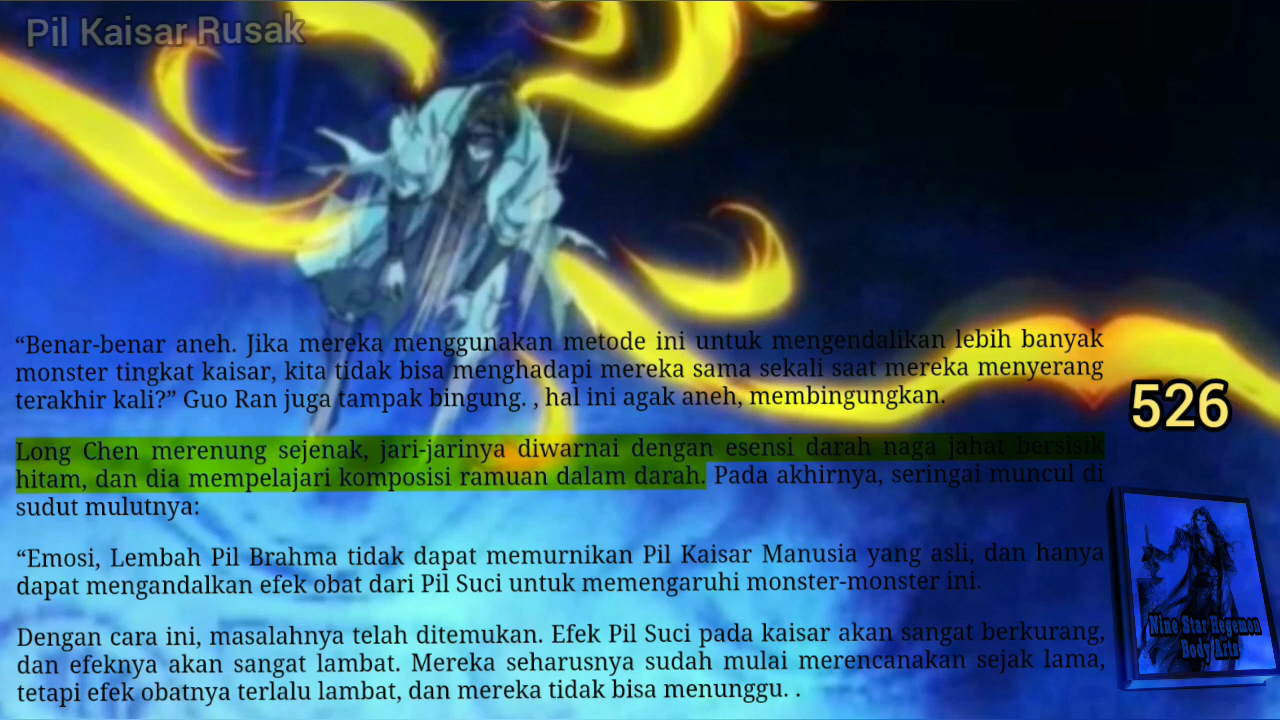 Pil Kaisar Rusak
“Benar-benar aneh. Jika mereka menggunakan metode ini untuk mengendalikan lebih banyak
monster tingkat kaisar, kita tidak bisa menghadapi mereka sama sekali saat mereka menyerang
terakhir kali?” Guo Ran juga tampak bingung. , hal ini agak aneh, membingungkan.
526
Long Chen merenung sejenak, jari-jarinya diwarnai dengan esensi darah naga jahat bersisik
hitam, dan dia mempelajari komposisi ramuan dalam darah. Pada akhirnya, seringai muncul di
sudut mulutnya:
“Emosi, Lembah Pil Brahma tidak dapat memurnikan Pil Kaisar Manusia yang asli, dan hanya
dapat mengandalkan efek obat dari Pil Suci untuk memengaruhi monster-monster ini.
Dengan cara ini, masalahnya telah ditemukan. Efek Pil Suci pada kaisar akan sangat berkurang,
dan efeknya akan sangat lambat. Mereka seharusnya sudah mulai merencanakan sejak lama,
tetapi efek obatnya terlalu lambat, dan mereka tidak bisa menunggu. .
Nine Star Hegemon
Body Arts